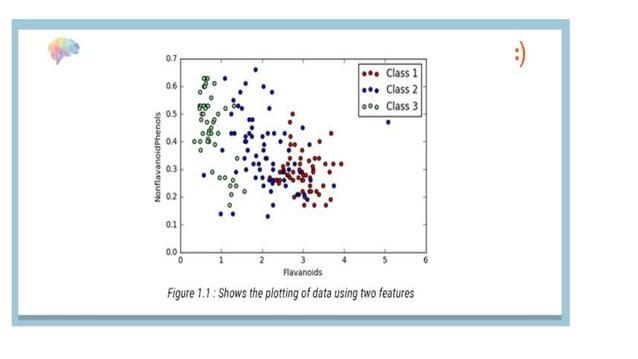 :)
0.7
0.6
0.5
0.4
0.3
0.2
0.1
0.0
NonflavanoidPhenols
Class 1
Class 2
Class 3
0 1 2 3 4 5 6
Flavanoids
Figure 1.1 : Shows the plotting of data using two features